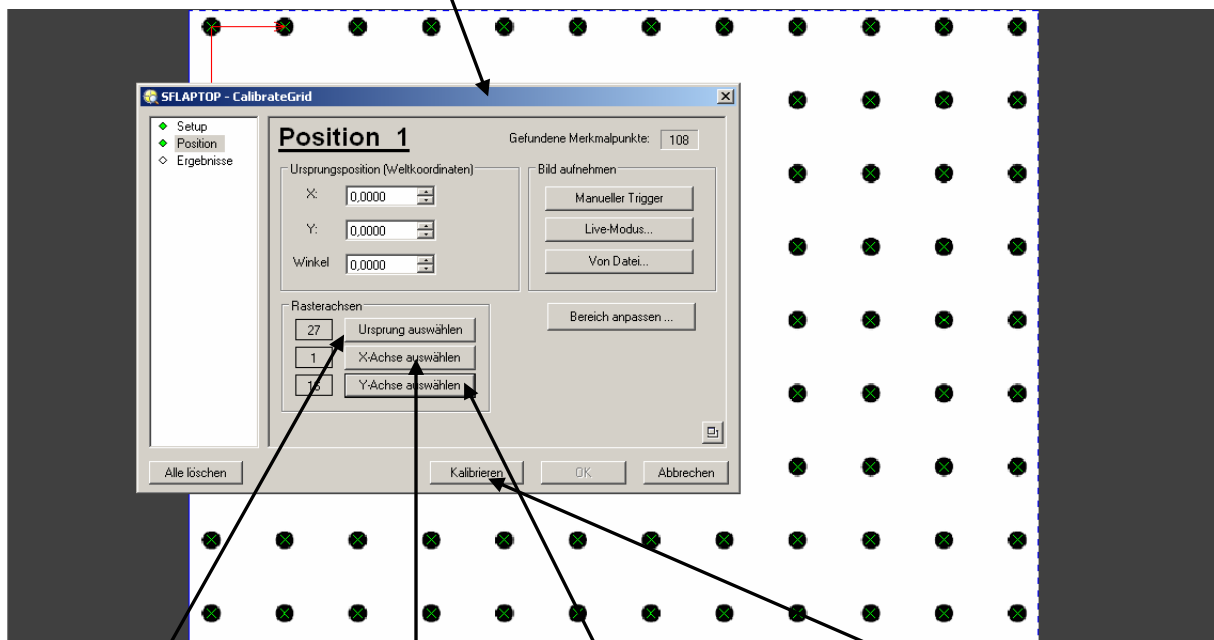 SFLAPTOP - CalibrateGrid
Setup
Position
Ergebnisse
Position 1
Gefundene Merkmalpunkte: 108
Ursprungsposition (Weltkoordinaten)
X: 0,0000
Y: 0,0000
Winkel 0,0000
Bild aufnehmen
Manueller Trigger
Live-Modus...
Von Datei...
Rasterachsen
27 Ursprung auswählen
1 X-Achse auswählen
Y-Achse auswählen
Bereich anpassen ...
Alle löschen
Kalibrieren
OK
Abbrechen